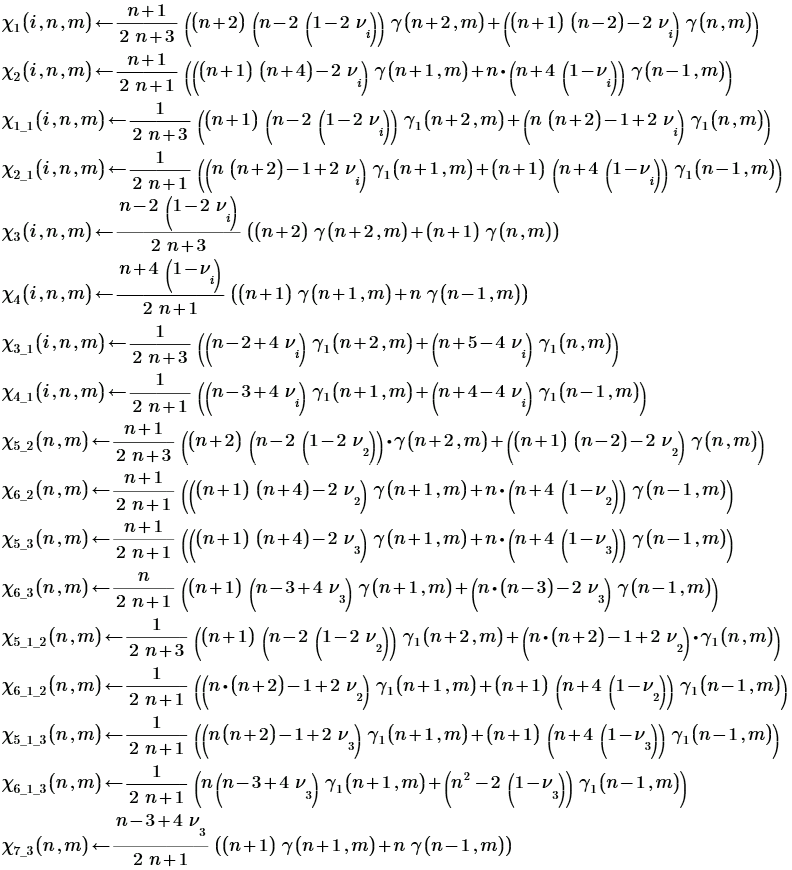 χ₁(i,n,m)←(n+1)/(2 n+3) ((n+2) (n−2 (1−2 ν_i)) γ(n+2,m)+((n+1) (n−2)−2 ν_i) γ(n,m))
χ₂(i,n,m)←(n+1)/(2 n+1) (((n+1) (n+4)−2 ν_i) γ(n+1,m)+n·(n+4 (1−ν_i)) γ(n−1,m))
χ₁_₁(i,n,m)←1/(2 n+3) ((n+1) (n−2 (1−2 ν_i)) γ₁(n+2,m)+(n (n+2)−1+2 ν_i) γ₁(n,m))
χ₂_₁(i,n,m)←1/(2 n+1) ((n (n+2)−1+2 ν_i) γ₁(n+1,m)+(n+1) (n+4 (1−ν_i)) γ₁(n−1,m))
χ₃(i,n,m)←(n−2 (1−2 ν_i))/(2 n+3) ((n+2) γ(n+2,m)+(n+1) γ(n,m))
χ₄(i,n,m)←(n+4 (1−ν_i))/(2 n+1) ((n+1) γ(n+1,m)+n γ(n−1,m))
χ₃_₁(i,n,m)←1/(2 n+3) ((n−2+4 ν_i) γ₁(n+2,m)+(n+5−4 ν_i) γ₁(n,m))
χ₄_₁(i,n,m)←1/(2 n+1) ((n−3+4 ν_i) γ₁(n+1,m)+(n+4−4 ν_i) γ₁(n−1,m))
χ₅_₂(n,m)←(n+1)/(2 n+3) ((n+2) (n−2 (1−2 ν₂))·γ(n+2,m)+((n+1) (n−2)−2 ν₂) γ(n,m))
χ₆_₂(n,m)←(n+1)/(2 n+1) (((n+1) (n+4)−2 ν₂) γ(n+1,m)+n·(n+4 (1−ν₂)) γ(n−1,m))
χ₅_₃(n,m)←(n+1)/(2 n+1) (((n+1) (n+4)−2 ν₃) γ(n+1,m)+n·(n+4 (1−ν₃)) γ(n−1,m))
χ₆_₃(n,m)←n/(2 n+1) ((n+1) (n−3+4 ν₃) γ(n+1,m)+(n·(n−3)−2 ν₃) γ(n−1,m))
χ₅_₁_₂(n,m)←1/(2 n+3) ((n+1) (n−2 (1−2 ν₂)) γ₁(n+2,m)+(n·(n+2)−1+2 ν₂)·γ₁(n,m))
χ₆_₁_₂(n,m)←1/(2 n+1) ((n·(n+2)−1+2 ν₂) γ₁(n+1,m)+(n+1) (n+4 (1−ν₂)) γ₁(n−1,m))
χ₅_₁_₃(n,m)←1/(2 n+1) ((n(n+2)−1+2 ν₃) γ₁(n+1,m)+(n+1) (n+4 (1−ν₃)) γ₁(n−1,m))
χ₆_₁_₃(n,m)←1/(2 n+1) (n(n−3+4 ν₃) γ₁(n+1,m)+(n²−2 (1−ν₃)) γ₁(n−1,m))
χ₇_₃(n,m)←(n−3+4 ν₃)/(2 n+1) ((n+1) γ(n+1,m)+n γ(n−1,m))